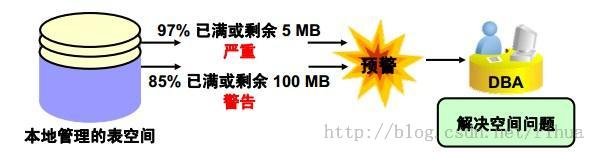 97% 已满或剩余 5 MB
严重
85% 已满或剩余 100 MB
警告
本地管理的表空间
预警
DBA
解决空间问题
http://blog.csdn.net/rihua